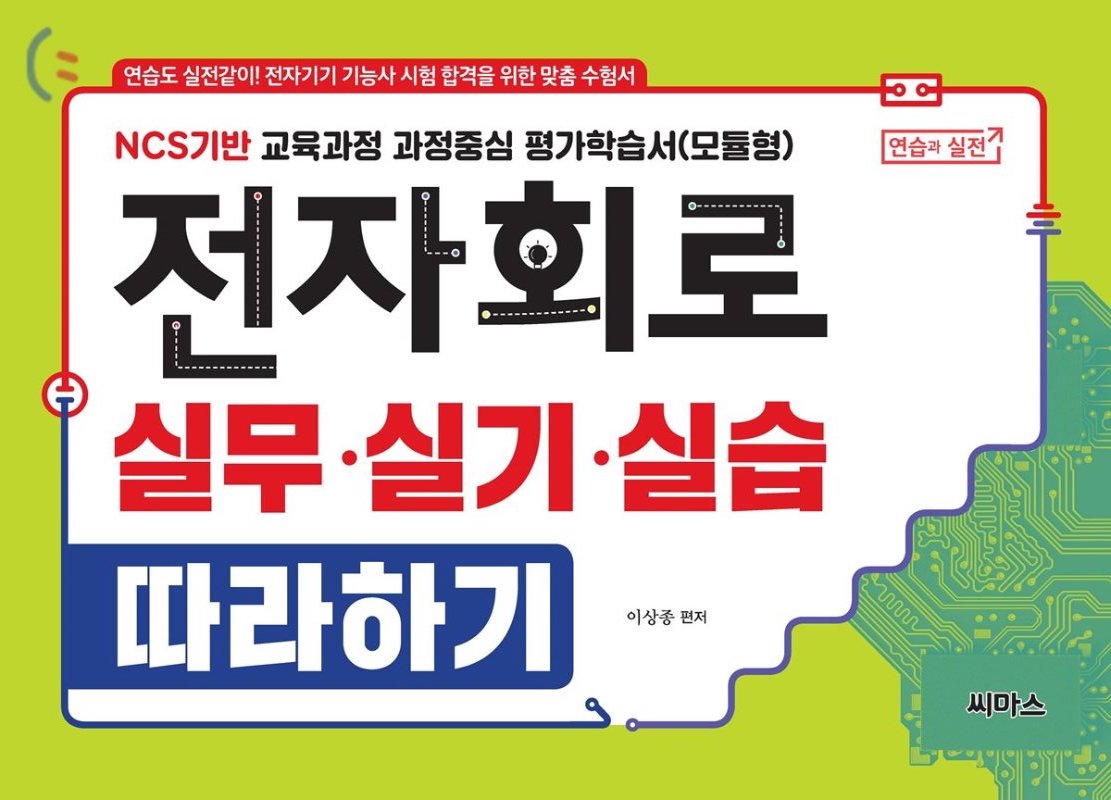 연습도 실전같이! 전자기기 기능사 시험 합격을 위한 맞춤 수험서
NCS기반 교육과정 과정중심 평가학습서(모듈형)
연습과 실전
전자회로
실무·실기·실습
따라하기
이상종 편저
씨마스